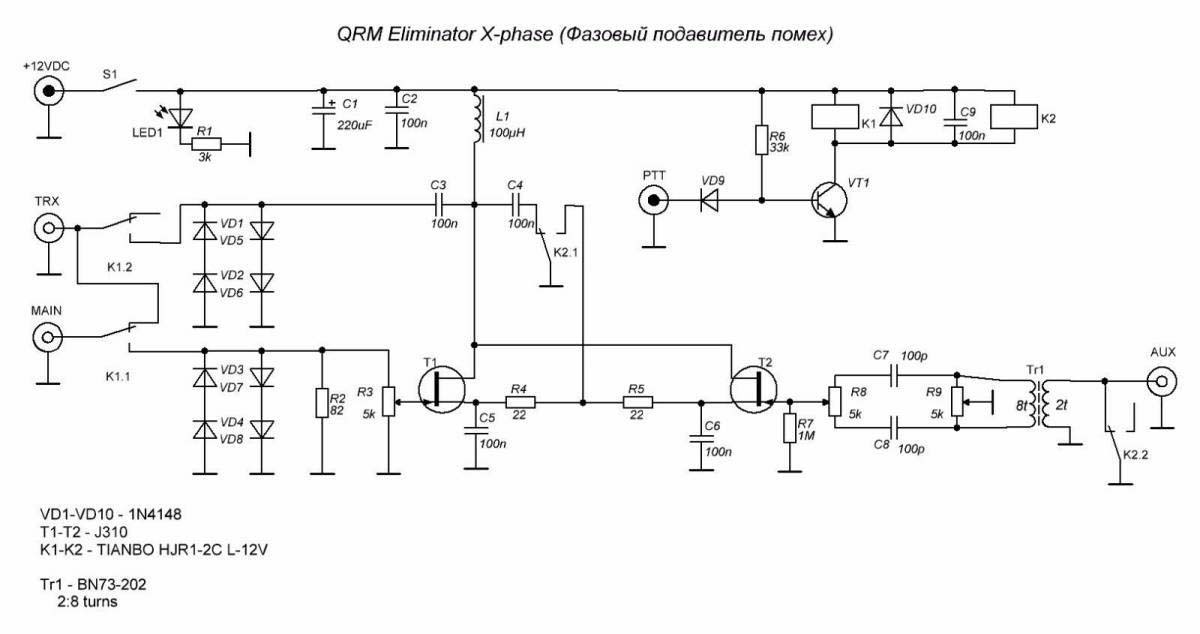 QRM Eliminator X-phase (Фазовый подавитель помех)
+12VDC
S1
LED1
R1
3k
+
C1
220uF
C2
100n
L1
100µH
R6
33k
K1
VD10
C9
100n
K2
PTT
VD9
VT1
TRX
K1.2
VD1
VD5
VD2
VD6
C3
100n
C4
100n
K2.1
MAIN
K1.1
VD3
VD7
VD4
VD8
R2
82
R3
5k
T1
C5
100n
R4
22
R5
22
C6
100n
T2
R7
1M
R8
5k
C7
100p
C8
100p
R9
5k
Tr1
8t
2t
AUX
K2.2
VD1-VD10 - 1N4148
T1-T2 - J310
K1-K2 - TIANBO HJR1-2C L-12V
Tr1 - BN73-202
2:8 turns